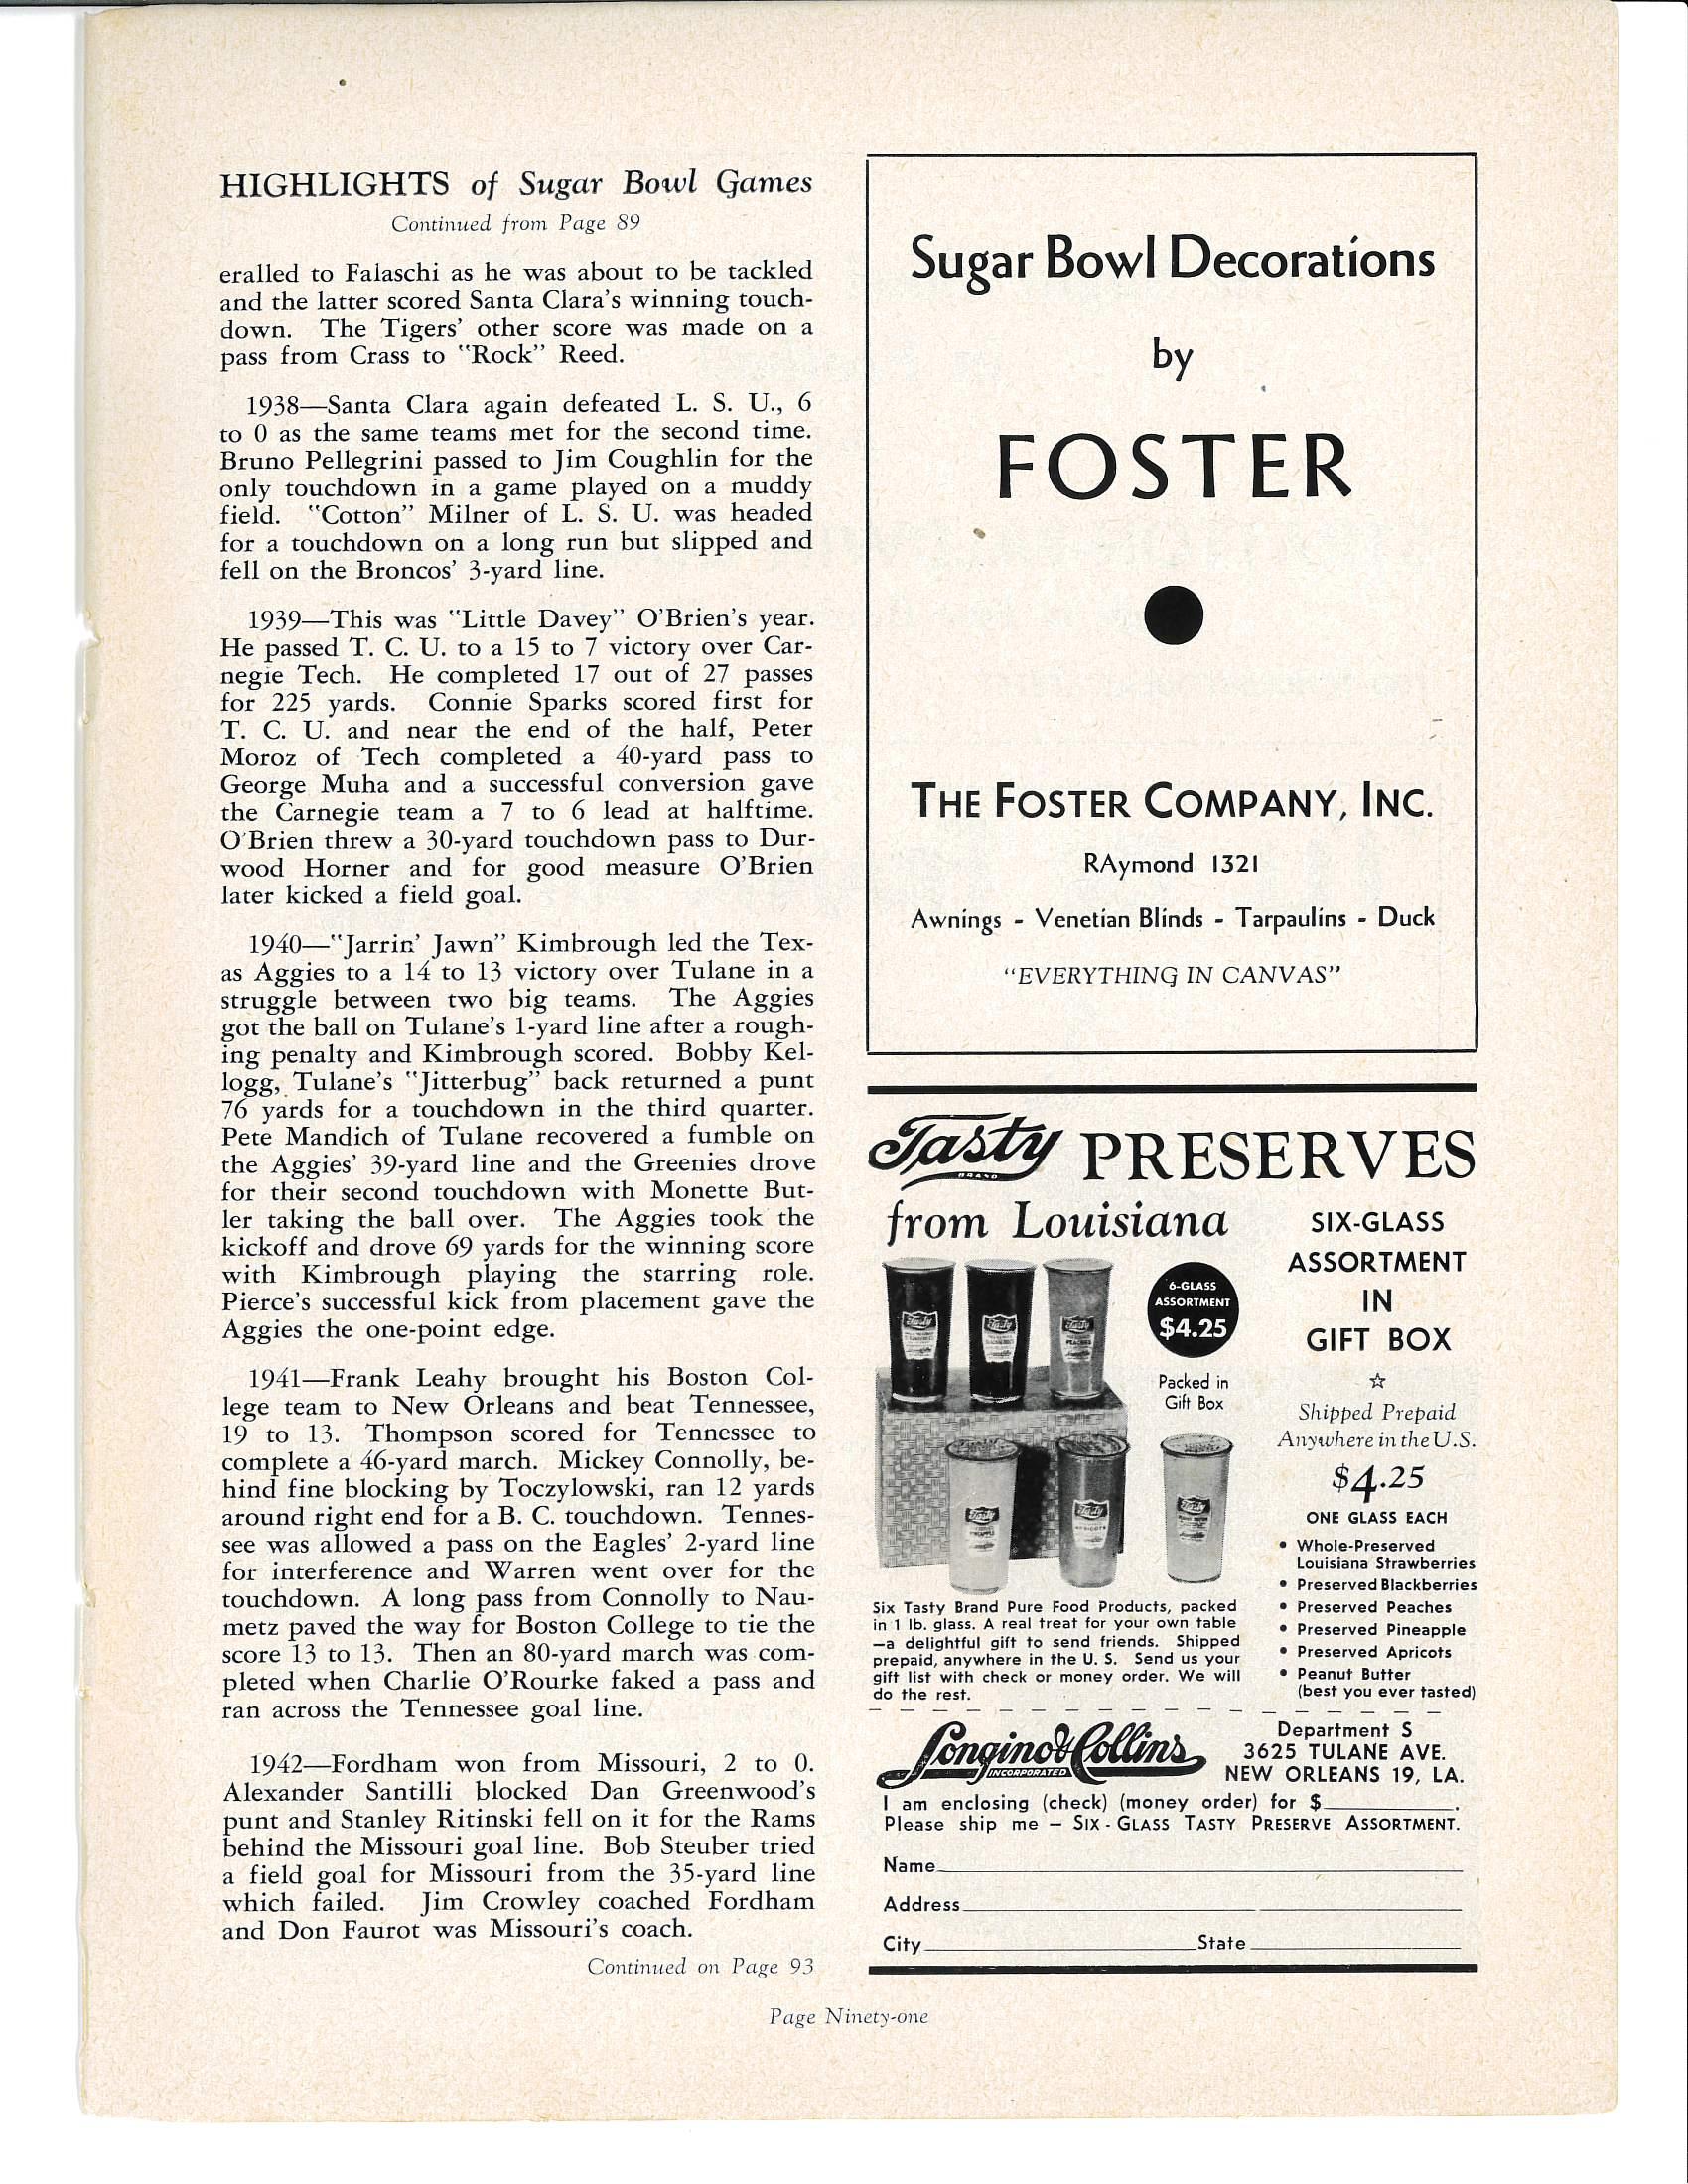 HIGHLIGHTS of Sugar Bowl Games
Continued from Page 89
eralled to Falaschi as he was about to be tackled
and the latter scored Santa Clara's winning touch-
down. The Tigers' other score was made on a
pass from Crass to "Rock" Reed.
1938—Santa Clara again defeated L. S. U., 6
to 0 as the same teams met for the second time.
Bruno Pellegrini passed to Jim Coughlin for the
only touchdown in a game played on a muddy
field. "Cotton" Milner of L. S. U. was headed
for a touchdown on a long run but slipped and
fell on the Broncos' 3-yard line.
1939—This was "Little Davey" O'Brien's year.
He passed T. C. U. to a 15 to 7 victory over Car-
negie Tech. He completed 17 out of 27 passes
for 225 yards. Connie Sparks scored first for
T. C. U. and near the end of the half, Peter
Moroz of Tech completed a 40-yard pass to
George Muha and a successful conversion gave
the Carnegie team a 7 to 6 lead at halftime.
O'Brien threw a 30-yard touchdown pass to Dur-
wood Horner and for good measure O'Brien
later kicked a field goal.
1940—"Jarrin' Jawn" Kimbrough led the Tex-
as Aggies to a 14 to 13 victory over Tulane in a
struggle between two big teams. The Aggies
got the ball on Tulane's 1-yard line after a rough-
ing penalty and Kimbrough scored. Bobby Kel-
logg, Tulane's "Jitterbug" back returned a punt
76 yards for a touchdown in the third quarter.
Pete Mandich of Tulane recovered a fumble on
the Aggies' 39-yard line and the Greenies drove
for their second touchdown with Monette But-
ler taking the ball over. The Aggies took the
kickoff and drove 69 yards for the winning score
with Kimbrough playing the starring role.
Pierce's successful kick from placement gave the
Aggies the one-point edge.
1941—Frank Leahy brought his Boston Col-
lege team to New Orleans and beat Tennessee,
19 to 13. Thompson scored for Tennessee to
complete a 46-yard march. Mickey Connolly, be-
hind fine blocking by Toczylowski, ran 12 yards
around right end for a B. C. touchdown. Tennes-
see was allowed a pass on the Eagles' 2-yard line
for interference and Warren went over for the
touchdown. A long pass from Connolly to Nau-
metz paved the way for Boston College to tie the
score 13 to 13. Then an 80-yard march was com-
pleted when Charlie O'Rourke faked a pass and
ran across the Tennessee goal line.
1942—Fordham won from Missouri, 2 to 0.
Alexander Santilli blocked Dan Greenwood's
punt and Stanley Ritinski fell on it for the Rams
behind the Missouri goal line. Bob Steuber tried
a field goal for Missouri from the 35-yard line
which failed. Jim Crowley coached Fordham
and Don Faurot was Missouri's coach.
Continued on Page 93
Sugar Bowl Decorations
by
FOSTER
THE FOSTER COMPANY, INC.
RAymond 1321
Awnings - Venetian Blinds - Tarpaulins - Duck
"EVERYTHING IN CANVAS"
Tasty PRESERVES
BRAND
from Louisiana
6-GLASS
ASSORTMENT
$4.25
Packed in
Gift Box
SIX-GLASS
ASSORTMENT
IN
GIFT BOX
☆
Shipped Prepaid
Anywhere in the U.S.
$4.25
ONE GLASS EACH
• Whole-Preserved
Louisiana Strawberries
• Preserved Blackberries
• Preserved Peaches
• Preserved Pineapple
• Preserved Apricots
• Peanut Butter
(best you ever tasted)
Tasty
Tasty
Tasty
PEACHES
Tasty
PINEAPPLE
Tasty
APRICOTS
Tasty
Six Tasty Brand Pure Food Products, packed
in 1 lb. glass. A real treat for your own table
—a delightful gift to send friends. Shipped
prepaid, anywhere in the U. S. Send us your
gift list with check or money order. We will
do the rest.
Longino & Collins
INCORPORATED
Department S
3625 TULANE AVE.
NEW ORLEANS 19, LA.
I am enclosing (check) (money order) for $____________.
Please ship me — SIX - GLASS TASTY PRESERVE ASSORTMENT.
Name____________
Address____________
City____________State____________
Page Ninety-one